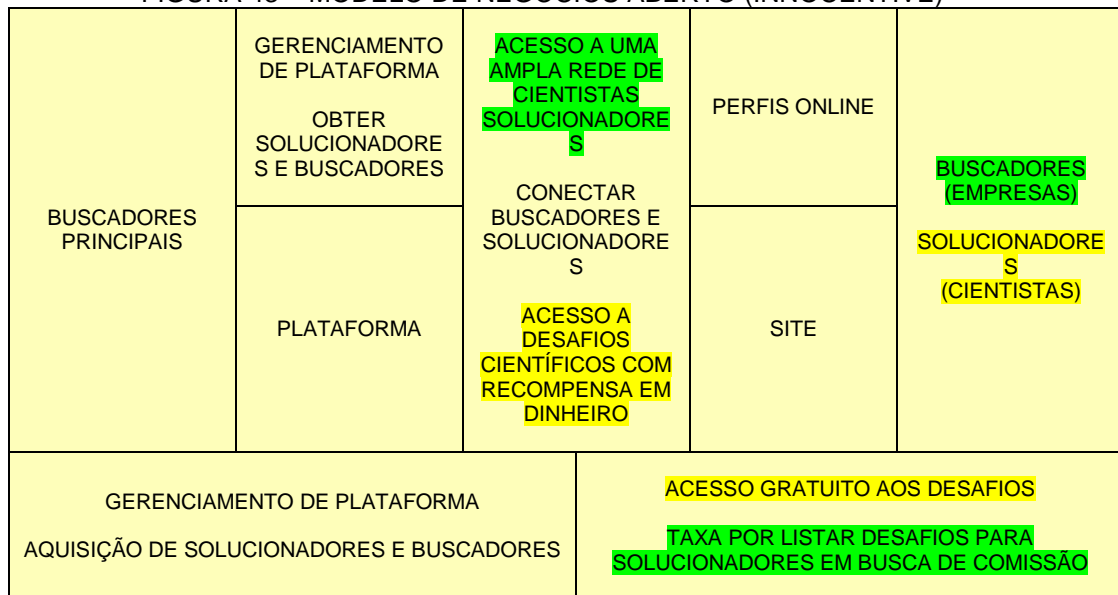 BUSCADORES
PRINCIPAIS
GERENCIAMENTO
DE PLATAFORMA
OBTER
SOLUCIONADORE
S E BUSCADORES
PLATAFORMA
ACESSO A UMA
AMPLA REDE DE
CIENTISTAS
SOLUCIONADORE
S
CONECTAR
BUSCADORES E
SOLUCIONADORE
S
ACESSO A
DESAFIOS
CIENTÍFICOS COM
RECOMPENSA EM
DINHEIRO
PERFIS ONLINE
SITE
BUSCADORES
(EMPRESAS)
SOLUCIONADORE
S
(CIENTISTAS)
GERENCIAMENTO DE PLATAFORMA
AQUISIÇÃO DE SOLUCIONADORES E BUSCADORES
ACESSO GRATUITO AOS DESAFIOS
TAXA POR LISTAR DESAFIOS PARA
SOLUCIONADORES EM BUSCA DE COMISSÃO